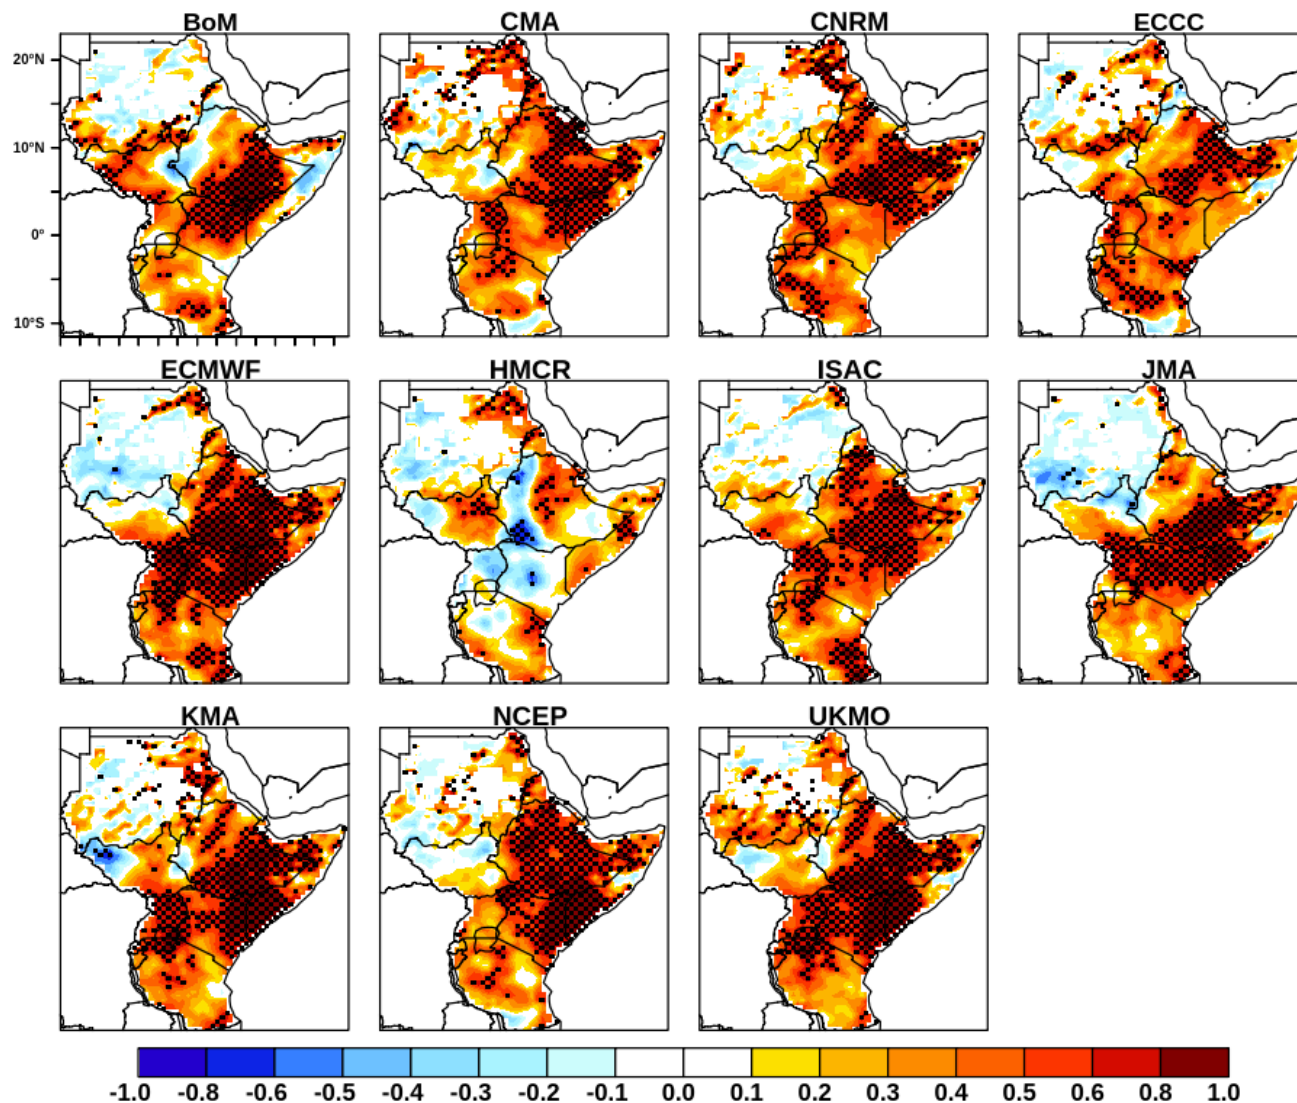 BoM CMA CNRM ECCC
20°N
10°N
0°
10°S
ECMWF HMCR ISAC JMA
KMA NCEP UKMO
-1.0 -0.8 -0.6 -0.5 -0.4 -0.3 -0.2 -0.1 0.0 0.1 0.2 0.3 0.4 0.5 0.6 0.8 1.0